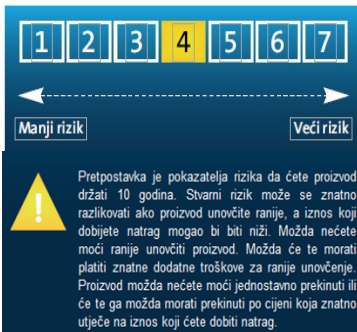 1 2 3 4 5 6 7
Manji rizik Veći rizik
Pretpostavka je pokazatelja rizika da ćete proizvod
držati 10 godina. Stvarni rizik može se znatno
razlikovati ako proizvod unovčite ranije, a iznos koji
dobijete natrag mogao bi biti niži. Možda nećete
moći ranije unovčiti proizvod. Možda će te morati
platiti znatne dodatne troškove za ranije unovčenje.
Proizvod možda nećete moći jednostavno prekinuti ili
će te ga možda morati prekinuti po cijeni koja znatno
utječe na iznos koji ćete dobiti natrag.